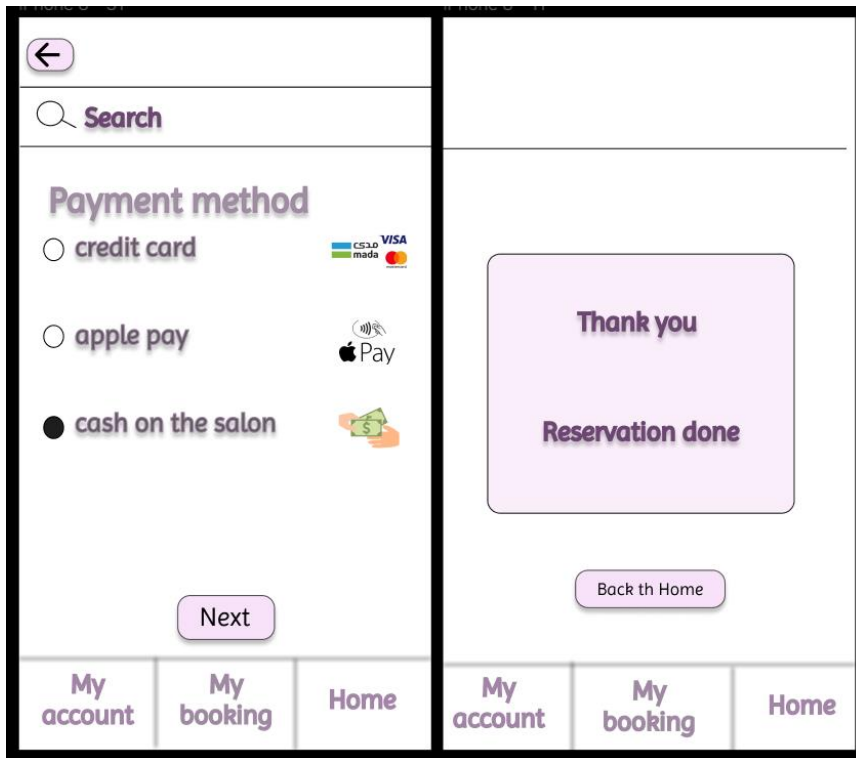 Search
Payment method
credit card
مدى
mada
VISA
mastercard
apple pay
Pay
cash on the salon
$
Next
My account
My booking
Home
Thank you
Reservation done
Back th Home
My account
My booking
Home